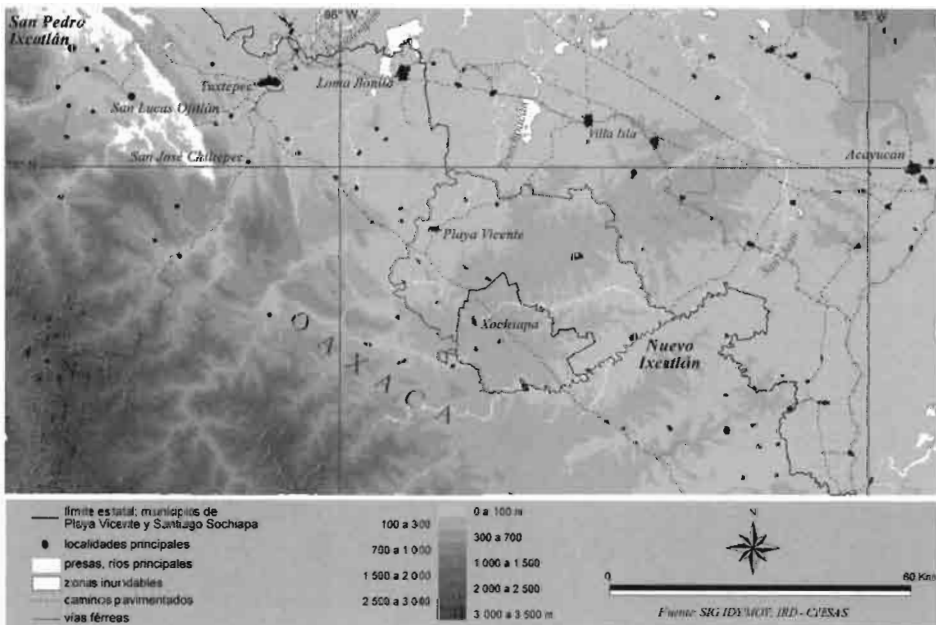 San Pedro
Ixcatlán
96° W
95° W
Tuxtepec
Loma Bonita
San Lucas Ojitlán
Villa Isla
San José Chiltepec
Acayucan
Playa Vicente
Xochiapa
Nuevo
Ixcatlán
OAXACA
límite estatal; municipios de
Playa Vicente y Santiago Sochiapa
localidades principales
presas, ríos principales
zonas inundables
caminos pavimentados
vías férreas
0 a 100 m
100 a 300
300 a 700
700 a 1 000
1 000 a 1 500
1 500 a 2 000
2 000 a 2 500
2 500 a 3 000
3 000 a 3 500 m
N
0
60 Kms
Fuente: SIG IDYMOV, IRD - CIESAS